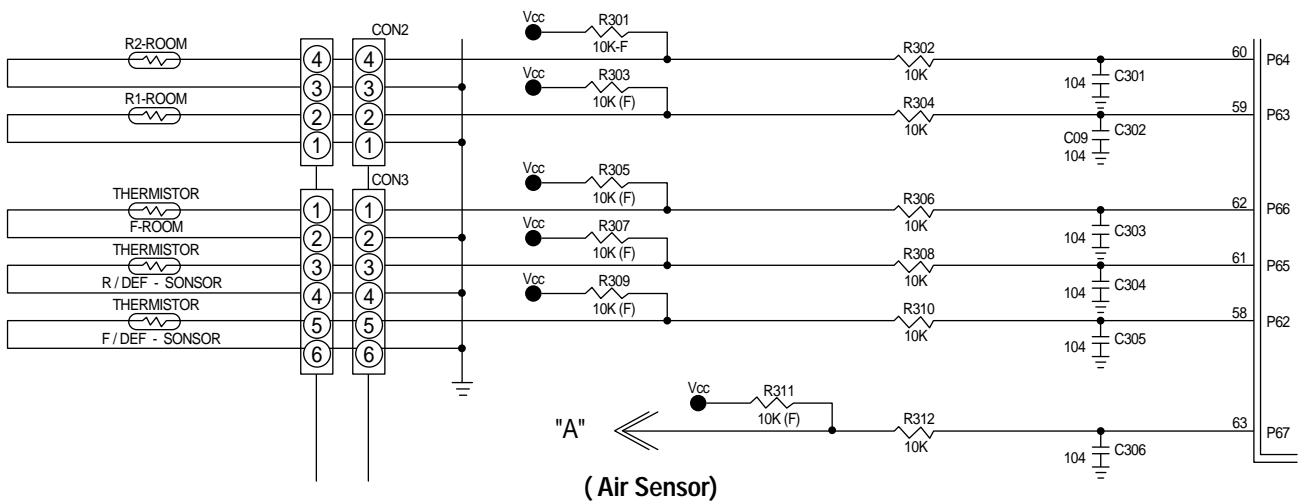 Vcc R301
10K-F
CON2
R2-ROOM 4 4 R302 60 P64
10K
104 C301
Vcc R303
10K (F)
3 3
R1-ROOM 2 2 R304 59 P63
10K
C09 C302
104
1 1
CON3
Vcc R305
10K (F)
THERMISTOR 1 1 R306 62 P66
F-ROOM 10K
104 C303
2 2
Vcc R307
10K (F)
THERMISTOR 3 3 R308 61 P65
R / DEF - SONSOR 10K
104 C304
4 4
Vcc R309
10K (F)
THERMISTOR 5 5 R310 58 P62
F / DEF - SONSOR 10K
104 C305
6 6
Vcc R311
10K (F)
"A" R312 63 P67
10K
104 C306
( Air Sensor)